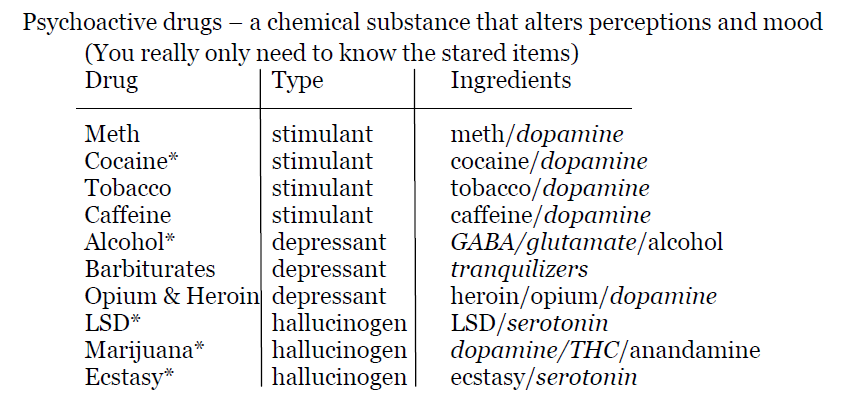 Psychoactive drugs – a chemical substance that alters perceptions and mood
(You really only need to know the stared items)
Drug Type Ingredients
Meth stimulant meth/dopamine
Cocaine* stimulant cocaine/dopamine
Tobacco stimulant tobacco/dopamine
Caffeine stimulant caffeine/dopamine
Alcohol* depressant GABA/glutamate/alcohol
Barbiturates depressant tranquilizers
Opium & Heroin depressant heroin/opium/dopamine
LSD* hallucinogen LSD/serotonin
Marijuana* hallucinogen dopamine/THC/anandamine
Ecstasy* hallucinogen ecstasy/serotonin